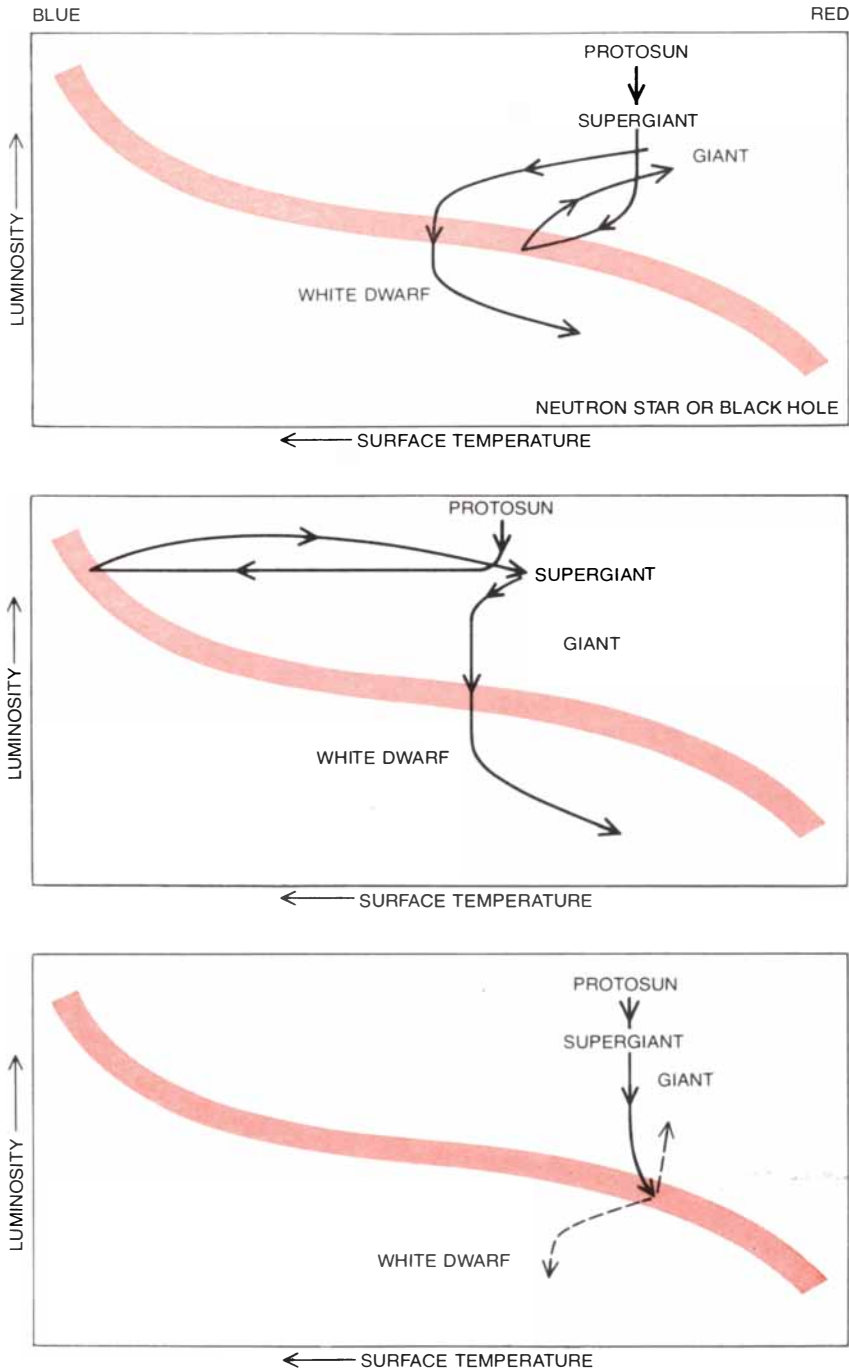 BLUE RED
PROTOSUN
SUPERGIANT
GIANT
WHITE DWARF
NEUTRON STAR OR BLACK HOLE
LUMINOSITY
SURFACE TEMPERATURE
PROTOSUN
SUPERGIANT
GIANT
WHITE DWARF
LUMINOSITY
SURFACE TEMPERATURE
PROTOSUN
SUPERGIANT
GIANT
WHITE DWARF
LUMINOSITY
SURFACE TEMPERATURE